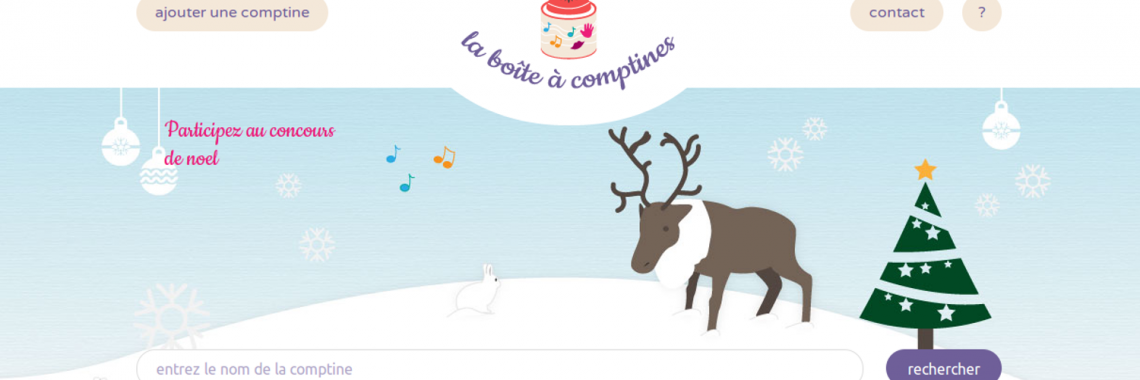 ajouter une comptine
contact
?
la boîte à comptines
Participez au concours
de noel
entrez le nom de la comptine
rechercher